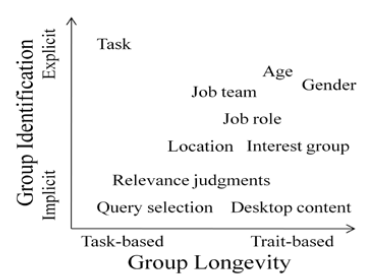 Group Identification
Explicit
Implicit
Task
Age
Gender
Job team
Job role
Location Interest group
Relevance judgments
Query selection Desktop content
Task-based Trait-based
Group Longevity